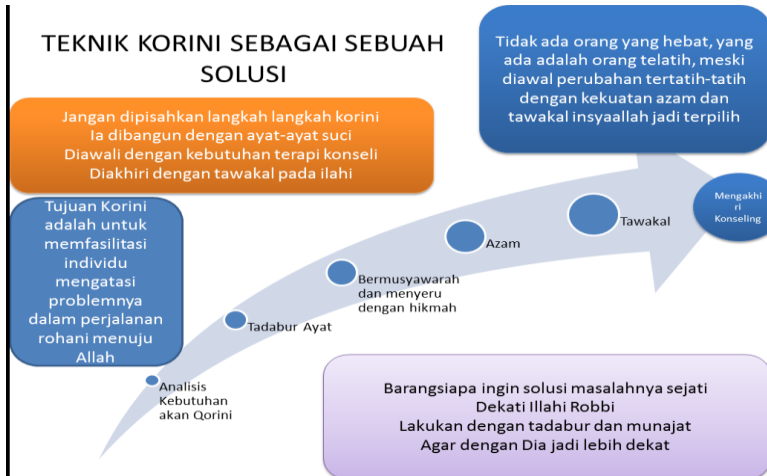 TEKNIK KORINI SEBAGAI SEBUAH
SOLUSI
Tidak ada orang yang hebat, yang
ada adalah orang telatih, meski
diawal perubahan tertatih-tatih
dengan kekuatan azam dan
tawakal insyaallah jadi terpilih
Jangan dipisahkan langkah langkah korini
Ia dibangun dengan ayat-ayat suci
Diawali dengan kebutuhan terapi konseli
Diakhiri dengan tawakal pada ilahi
Tujuan Korini
adalah untuk
memfasilitasi
individu
mengatasi
problemnya
dalam perjalanan
rohani menuju
Allah
Analisis
Kebutuhan
akan Qorini
Tadabur Ayat
Bermusyawarah
dan menyeru
dengan hikmah
Azam
Tawakal
Mengakhi
ri
Konseling
Barangsiapa ingin solusi masalahnya sejati
Dekati Illahi Robbi
Lakukan dengan tadabur dan munajat
Agar dengan Dia jadi lebih dekat